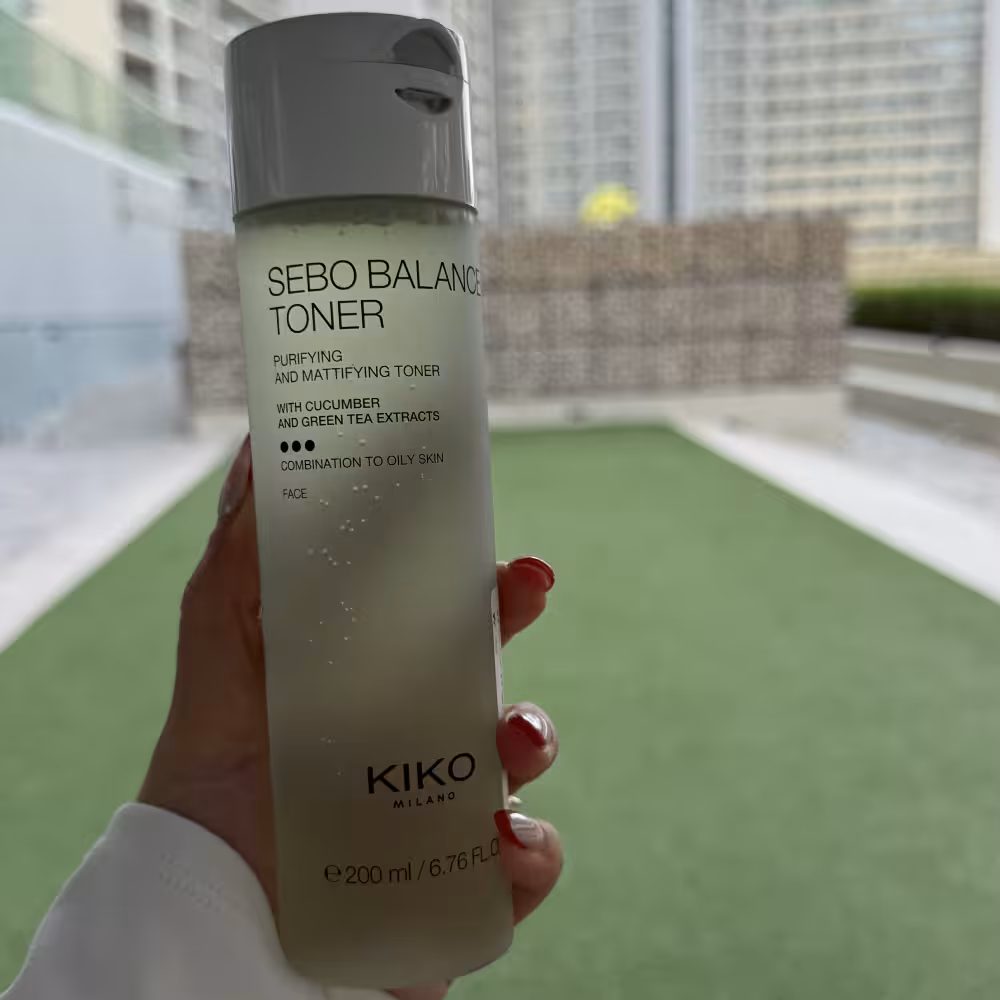 SEBO BALANCE
TONER
PURIFYING
AND MATTIFYING TONER
WITH CUCUMBER
AND GREEN TEA EXTRACTS
COMBINATION TO OILY SKIN
FACE
KIKO
MILANO
℮200 ml / 6.76 FL.O